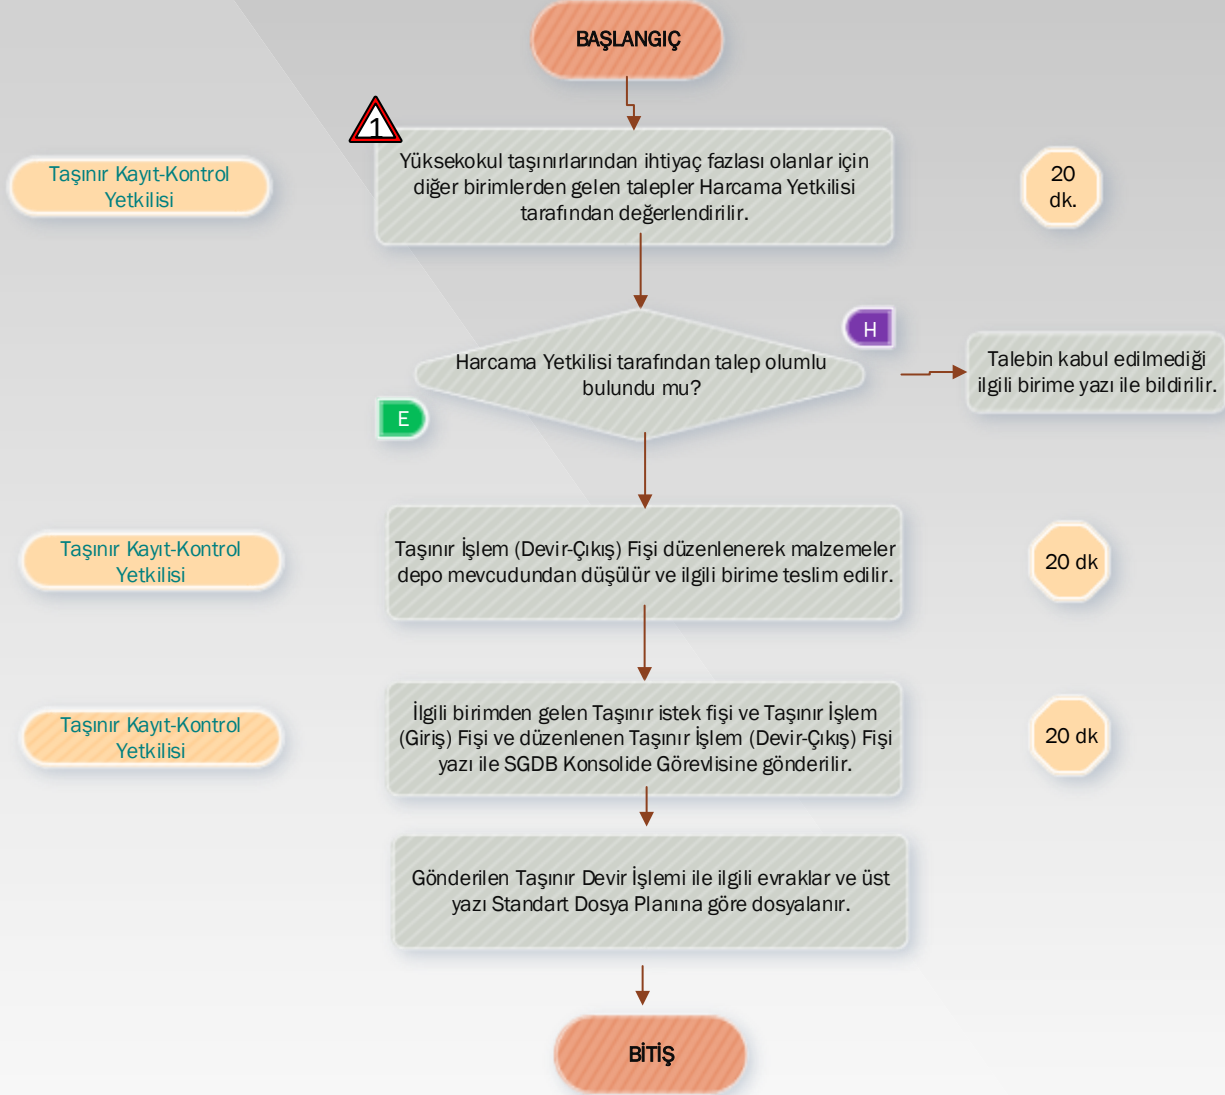 BAŞLANGIÇ
1
Taşınır Kayıt-Kontrol
Yetkilisi
Yüksekokul taşınırlarından ihtiyaç fazlası olanlar için
diğer birimlerden gelen talepler Harcama Yetkilisi
tarafından değerlendirilir.
20
dk.
Harcama Yetkilisi tarafından talep olumlu
bulundu mu?
H
Talebin kabul edilmediği
ilgili birime yazı ile bildirilir.
E
Taşınır Kayıt-Kontrol
Yetkilisi
Taşınır İşlem (Devir-Çıkış) Fişi düzenlenerek malzemeler
depo mevcudundan düşülür ve ilgili birime teslim edilir.
20 dk
Taşınır Kayıt-Kontrol
Yetkilisi
İlgili birimden gelen Taşınır istek fişi ve Taşınır İşlem
(Giriş) Fişi ve düzenlenen Taşınır İşlem (Devir-Çıkış) Fişi
yazı ile SGDB Konsolide Görevlisine gönderilir.
20 dk
Gönderilen Taşınır Devir İşlemi ile ilgili evraklar ve üst
yazı Standart Dosya Planına göre dosyalanır.
BİTİŞ